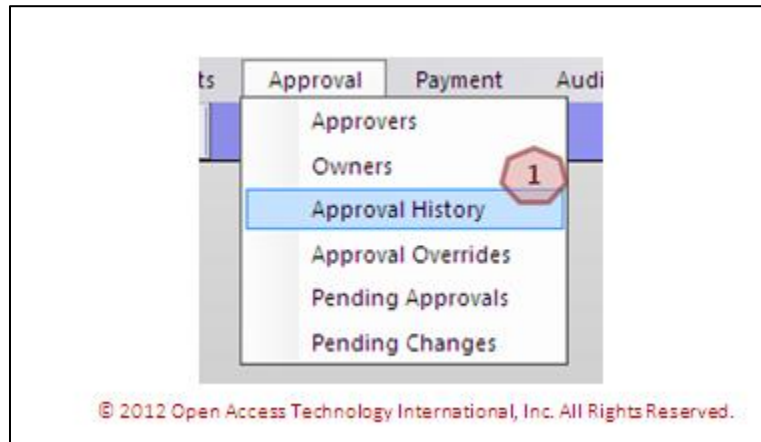 ts Approval Payment Audi
Approvers
Owners
1
Approval History
Approval Overrides
Pending Approvals
Pending Changes
© 2012 Open Access Technology International, Inc. All Rights Reserved.